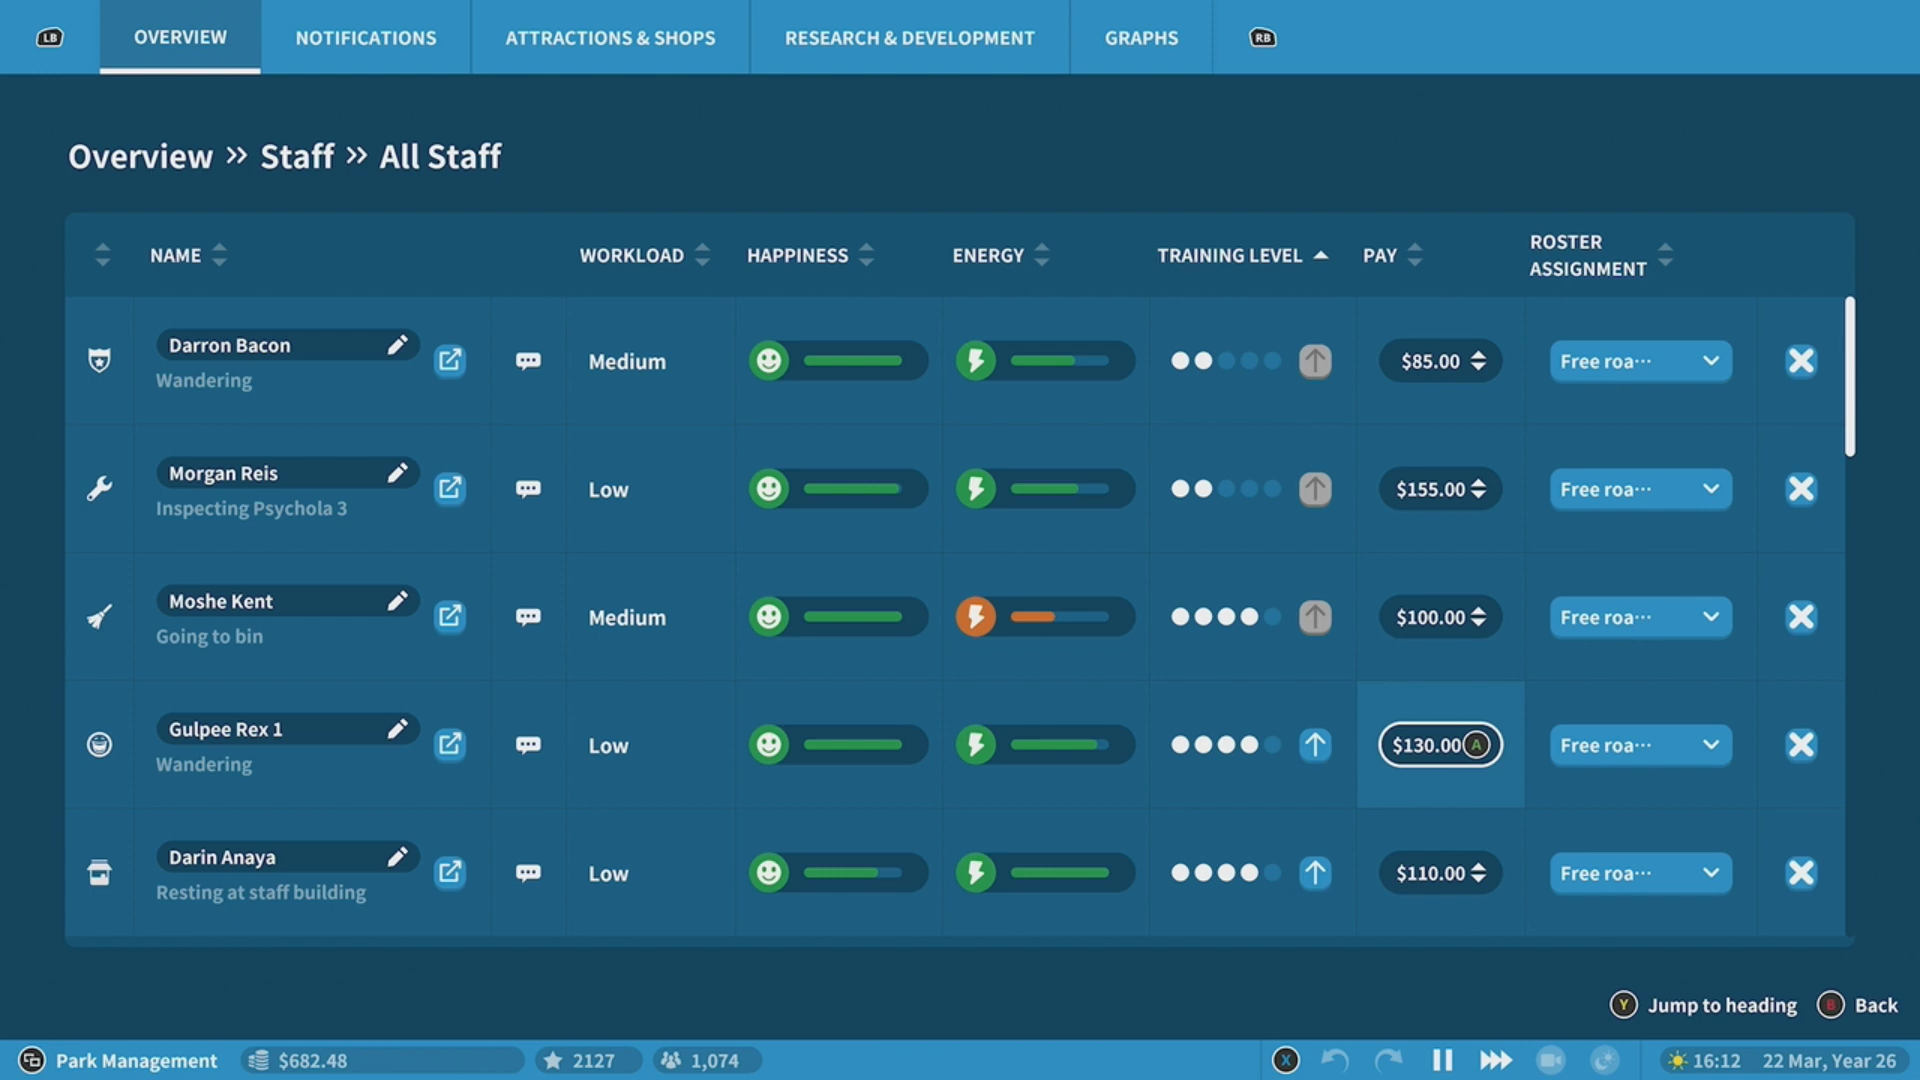 LB
OVERVIEW
NOTIFICATIONS
ATTRACTIONS & SHOPS
RESEARCH & DEVELOPMENT
GRAPHS
RB
Overview » Staff » All Staff
NAME
WORKLOAD
HAPPINESS
ENERGY
TRAINING LEVEL
PAY
ROSTER
ASSIGNMENT
Darron Bacon
Wandering
Medium
$85.00
Free roa...
Morgan Reis
Inspecting Psychola 3
Low
$155.00
Free roa...
Moshe Kent
Going to bin
Medium
$100.00
Free roa...
Gulpee Rex 1
Wandering
Low
$130.00 A
Free roa...
Darin Anaya
Resting at staff building
Low
$110.00
Free roa...
Y Jump to heading
B Back
Park Management
$682.48
2127
1,074
X
16:12
22 Mar, Year 26